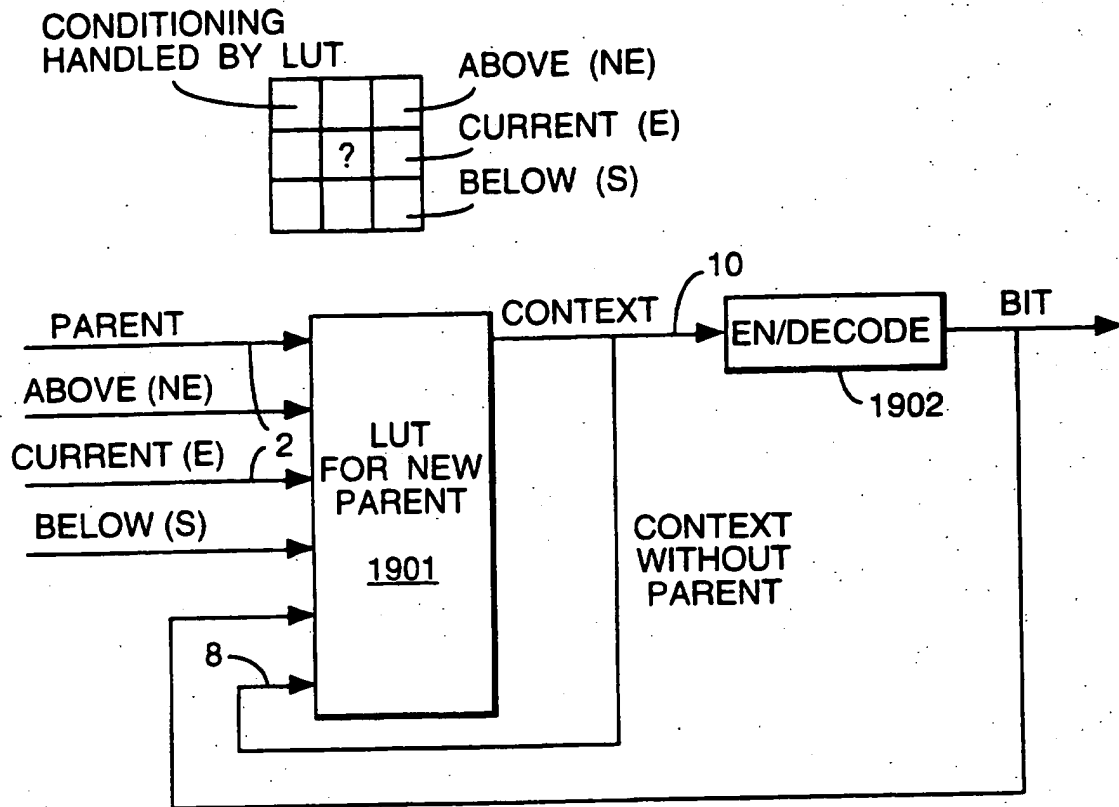 CONDITIONING
HANDLED BY LUT
ABOVE (NE)
CURRENT (E)
?
BELOW (S)
PARENT
ABOVE (NE)
CURRENT (E)
2
BELOW (S)
8
LUT
FOR NEW
PARENT
1901
CONTEXT
10
EN/DECODE
1902
BIT
CONTEXT
WITHOUT
PARENT